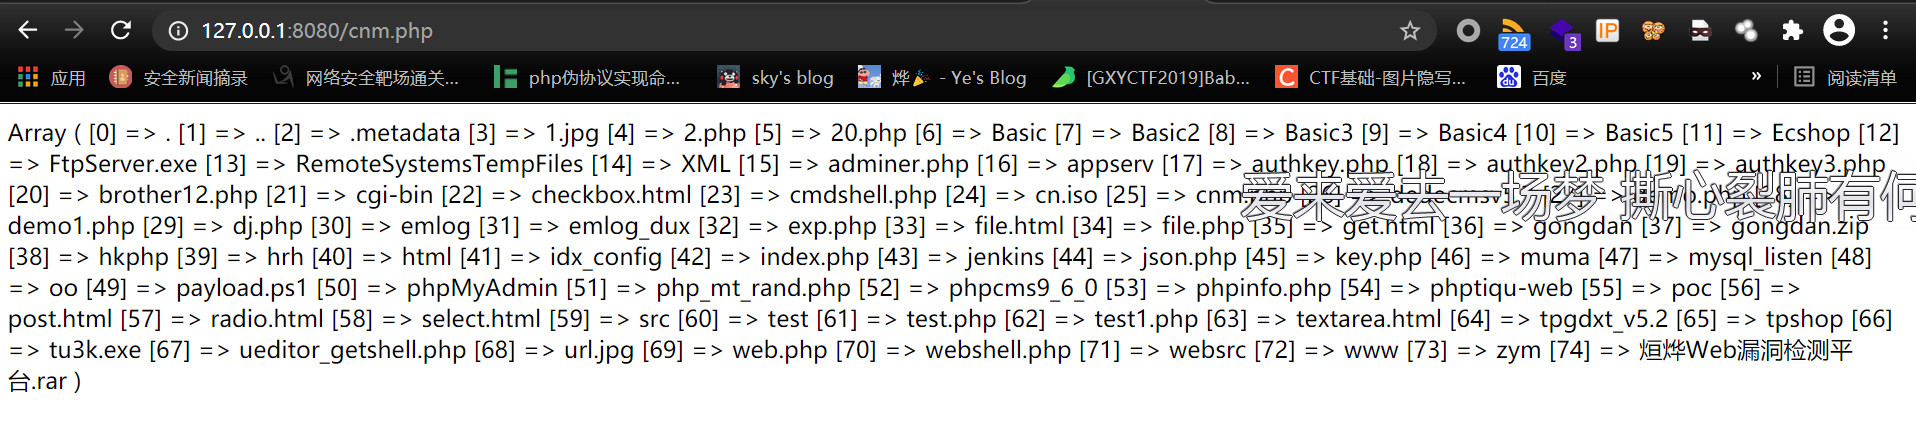 127.0.0.1:8080/cnm.php
724
3
IP
应用
安全新闻摘录
网络安全靶场通关...
php伪协议实现命...
sky's blog
烨🎉 - Ye's Blog
[GXYCTF2019]Bab...
C
CTF基础-图片隐写...
du
百度
»
阅读清单
Array ( [0] => . [1] => .. [2] => .metadata [3] => 1.jpg [4] => 2.php [5] => 20.php [6] => Basic [7] => Basic2 [8] => Basic3 [9] => Basic4 [10] => Basic5 [11] => Ecshop [12]
=> FtpServer.exe [13] => RemoteSystemsTempFiles [14] => XML [15] => adminer.php [16] => appserv [17] => authkey.php [18] => authkey2.php [19] => authkey3.php
[20] => brother12.php [21] => cgi-bin [22] => checkbox.html [23] => cmdshell.php [24] => cn.iso [25] => cnm
爱来爱去一场梦 撕心裂肺有何
demo1.php [29] => dj.php [30] => emlog [31] => emlog_dux [32] => exp.php [33] => file.html [34] => file.php [35] => get.html [36] => gongdan [37] => gongdan.zip
[38] => hkphp [39] => hrh [40] => html [41] => idx_config [42] => index.php [43] => jenkins [44] => json.php [45] => key.php [46] => muma [47] => mysql_listen [48]
=> oo [49] => payload.ps1 [50] => phpMyAdmin [51] => php_mt_rand.php [52] => phpcms9_6_0 [53] => phpinfo.php [54] => phptiqu-web [55] => poc [56] =>
post.html [57] => radio.html [58] => select.html [59] => src [60] => test [61] => test.php [62] => test1.php [63] => textarea.html [64] => tpgdxt_v5.2 [65] => tpshop [66]
=> tu3k.exe [67] => ueditor_getshell.php [68] => url.jpg [69] => web.php [70] => webshell.php [71] => websrc [72] => www [73] => zym [74] => 烜烨Web漏洞检测平
台.rar )